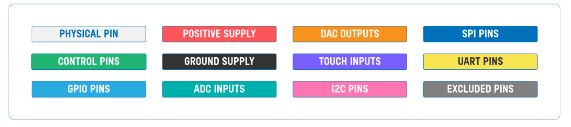 PHYSICAL PIN POSITIVE SUPPLY DAC OUTPUTS SPI PINS
CONTROL PINS GROUND SUPPLY TOUCH INPUTS UART PINS
GPIO PINS ADC INPUTS I2C PINS EXCLUDED PINS